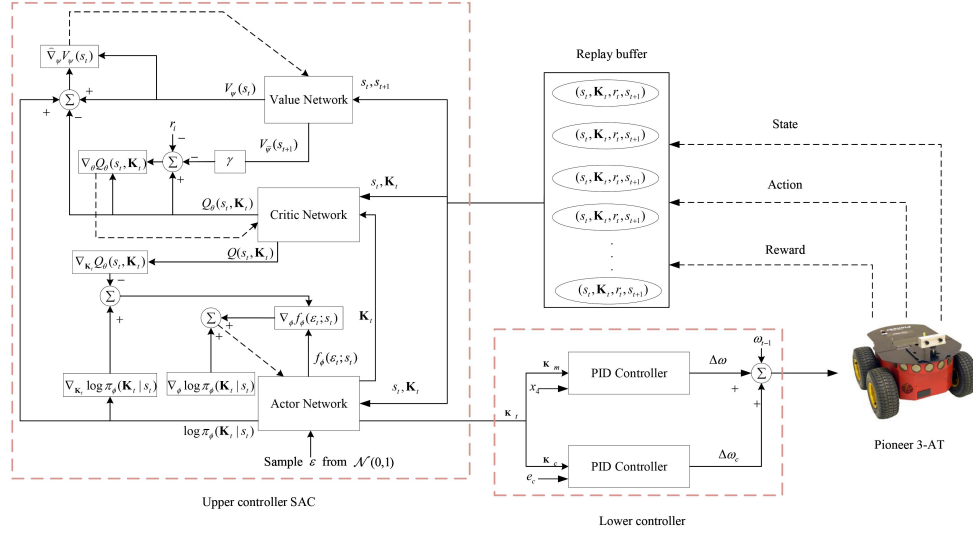 Replay buffer
∇̂_ψ V_ψ(s_t)
V_ψ(s_t)
Value Network
s_t, s_{t+1}
(s_t, K_t, r_t, s_{t+1})
+
Σ
+
−
r_t
−
V_ψ̄(s_{t+1})
(s_t, K_t, r_t, s_{t+1})
State
∇_θ Q_θ(s_t, K_t)
Σ
−
γ
+
s_t, K_t
(s_t, K_t, r_t, s_{t+1})
Action
Q_θ(s_t, K_t)
Critic Network
(s_t, K_t, r_t, s_{t+1})
Q(s_t, K_t)
∇_{K_t} Q_θ(s_t, K_t)
Reward
−
Σ
(s_t, K_t, r_t, s_{t+1})
+
Σ
+
+
∇_ϕ f_ϕ(ε_t; s_t)
K_t
f_ϕ(ε_t; s_t)
ω_{t−1}
∇_{K_t} log π_ϕ(K_t | s_t)
∇_ϕ log π_ϕ(K_t | s_t)
K_m
PID Controller
Δω
Σ
x_4
+
+
s_t, K_t
Actor Network
K_t
log π_ϕ(K_t | s_t)
Pioneer 3-AT
K_c
PID Controller
Δω_c
e_c
Sample ε from 𝒩(0,1)
Upper controller SAC
Lower controller